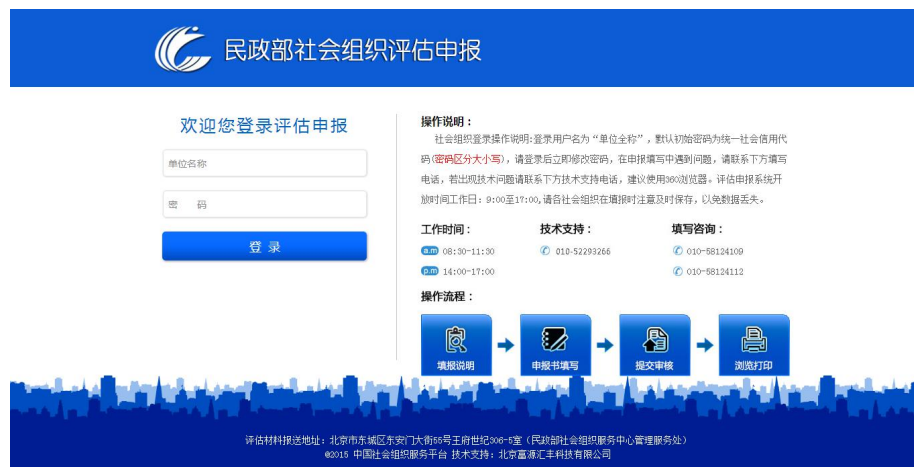 民政部社会组织评估申报
欢迎您登录评估申报
单位名称
密 码
登 录
操作说明：
社会组织登录操作说明:登录用户名为“单位全称”，默认初始密码为统一社会信用代
码(密码区分大小写)，请登录后立即修改密码，在申报填写中遇到问题，请联系下方填写
电话，若出现技术问题请联系下方技术支持电话，建议使用360浏览器。评估申报系统开
放时间工作日：9:00至17:00,请各社会组织在填报时注意及时保存，以免数据丢失。
工作时间： 技术支持： 填写咨询：
a.m 08:30-11:30 010-52293266 010-58124109
p.m 14:00-17:00 010-58124112
操作流程：
填报说明 申报书填写 提交审核 浏览打印
评估材料报送地址：北京市东城区东安门大街55号王府世纪306-5室（民政部社会组织服务中心管理服务处）
©2015 中国社会组织服务平台 技术支持：北京富源汇丰科技有限公司